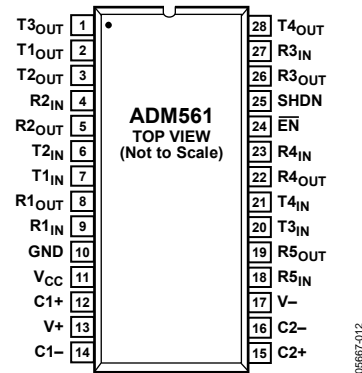 T3OUT 1
T1OUT 2
T2OUT 3
R2IN 4
R2OUT 5
T2IN 6
T1IN 7
R1OUT 8
R1IN 9
GND 10
VCC 11
C1+ 12
V+ 13
C1– 14
ADM561
TOP VIEW
(Not to Scale)
28 T4OUT
27 R3IN
26 R3OUT
25 SHDN
24 E̅N̅
23 R4IN
22 R4OUT
21 T4IN
20 T3IN
19 R5OUT
18 R5IN
17 V–
16 C2–
15 C2+
05667-012